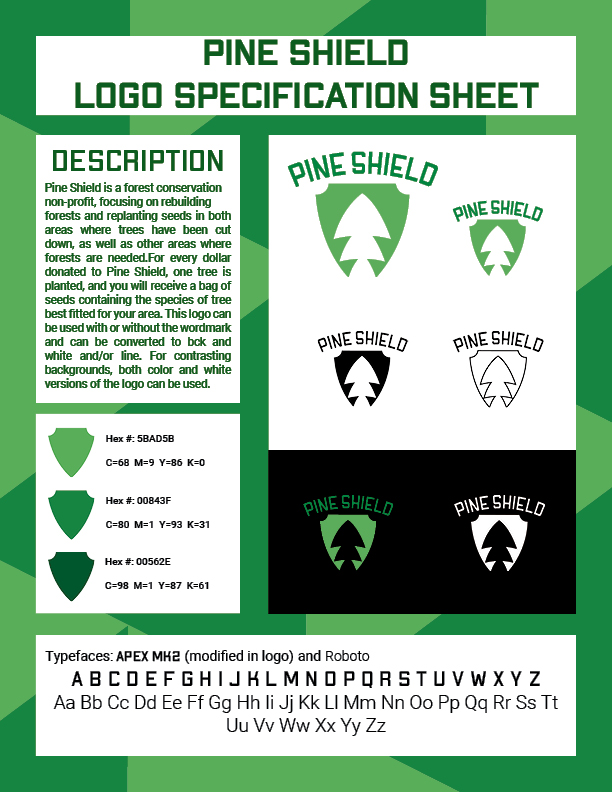 PINE SHIELD
LOGO SPECIFICATION SHEET
DESCRIPTION
Pine Shield is a forest conservation
non-profit, focusing on rebuilding
forests and replanting seeds in both
areas where trees have been cut
down, as well as other areas where
forests are needed.For every dollar
donated to Pine Shield, one tree is
planted, and you will receive a bag of
seeds containing the species of tree
best fitted for your area. This logo can
be used with or without the wordmark
and can be converted to bck and
white and/or line. For contrasting
backgrounds, both color and white
versions of the logo can be used.
PINE SHIELD
PINE SHIELD
PINE SHIELD
PINE SHIELD
PINE SHIELD
PINE SHIELD
Hex #: 5BAD5B
C=68 M=9 Y=86 K=0
Hex #: 00843F
C=80 M=1 Y=93 K=31
Hex #: 00562E
C=98 M=1 Y=87 K=61
Typefaces: APEX MK2 (modified in logo) and Roboto
A B C D E F G H I J K L M N O P Q R S T U V W X Y Z
Aa Bb Cc Dd Ee Ff Gg Hh Ii Jj Kk Ll Mm Nn Oo Pp Qq Rr Ss Tt
Uu Vv Ww Xx Yy Zz